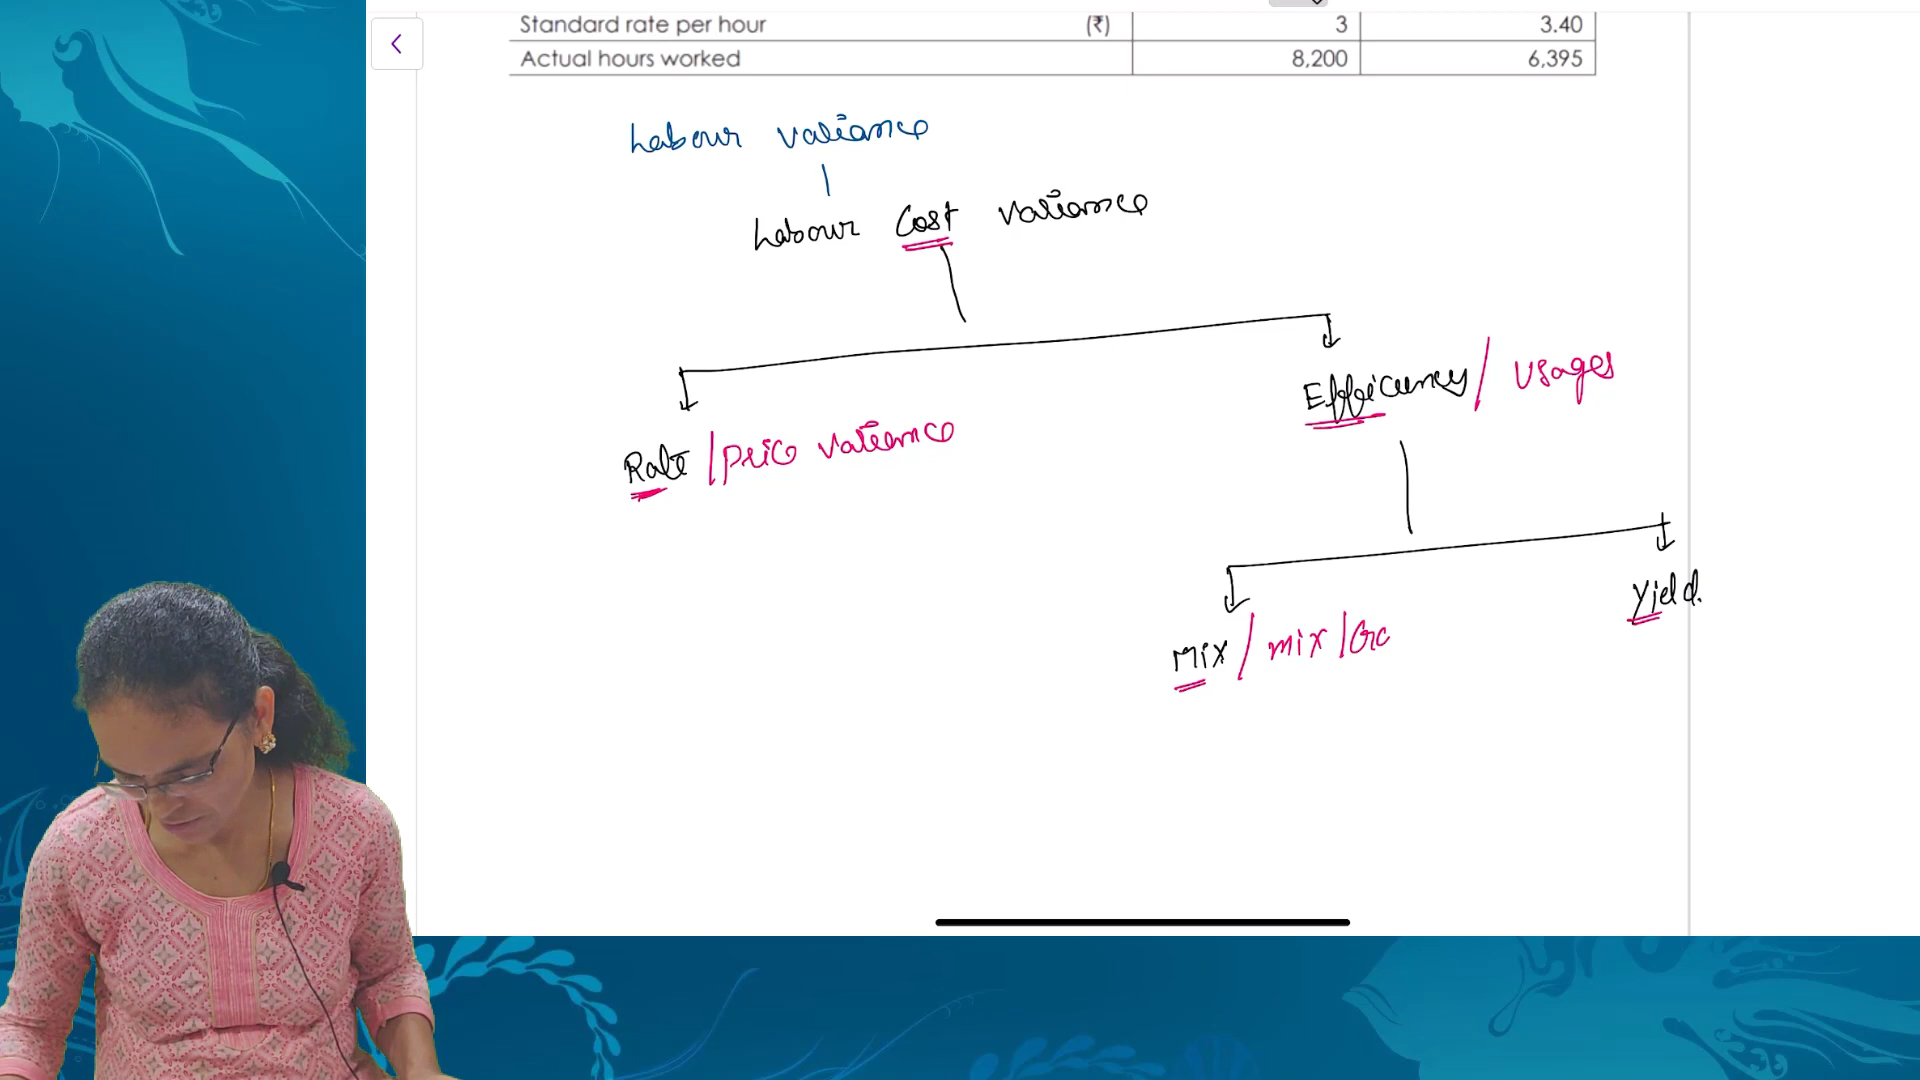 Standard rate per hour (₹) 3 3.40
Actual hours worked 8,200 6,395
Labour variance
Labour Cost variance
Efficiency / Usages
Rate / Price variance
Yield.
Mix / mix /